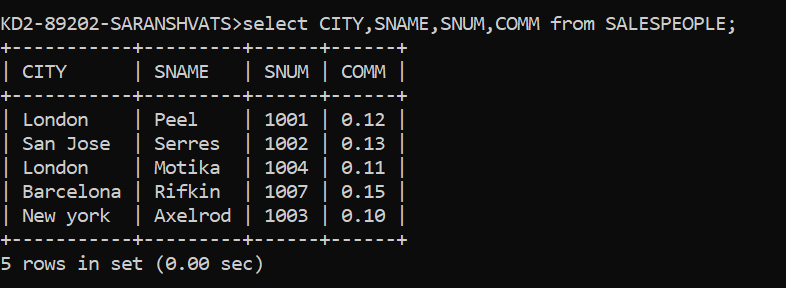 KD2-89202-SARANSHVATS>select CITY,SNAME,SNUM,COMM from SALESPEOPLE;
+-----------+---------+------+------+
| CITY      | SNAME   | SNUM | COMM |
+-----------+---------+------+------+
| London    | Peel    | 1001 | 0.12 |
| San Jose  | Serres  | 1002 | 0.13 |
| London    | Motika  | 1004 | 0.11 |
| Barcelona | Rifkin  | 1007 | 0.15 |
| New york  | Axelrod | 1003 | 0.10 |
+-----------+---------+------+------+
5 rows in set (0.00 sec)